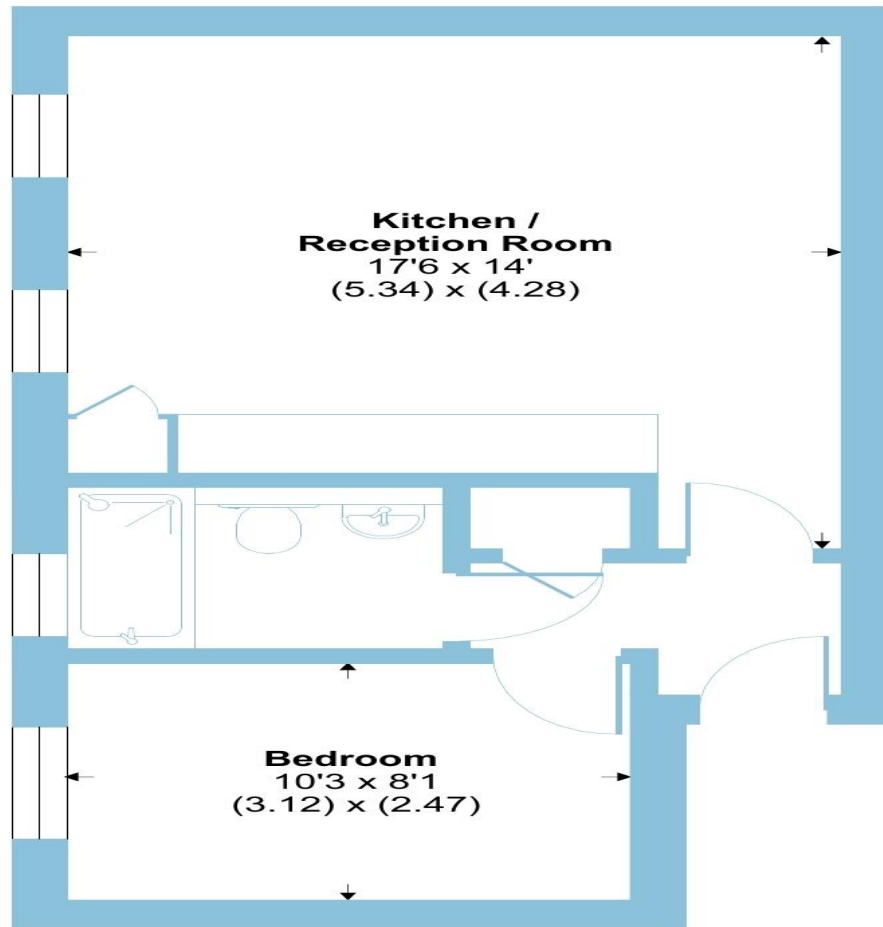 Kitchen /
Reception Room
17'6 x 14'
(5.34) x (4.28)
Bedroom
10'3 x 8'1
(3.12) x (2.47)